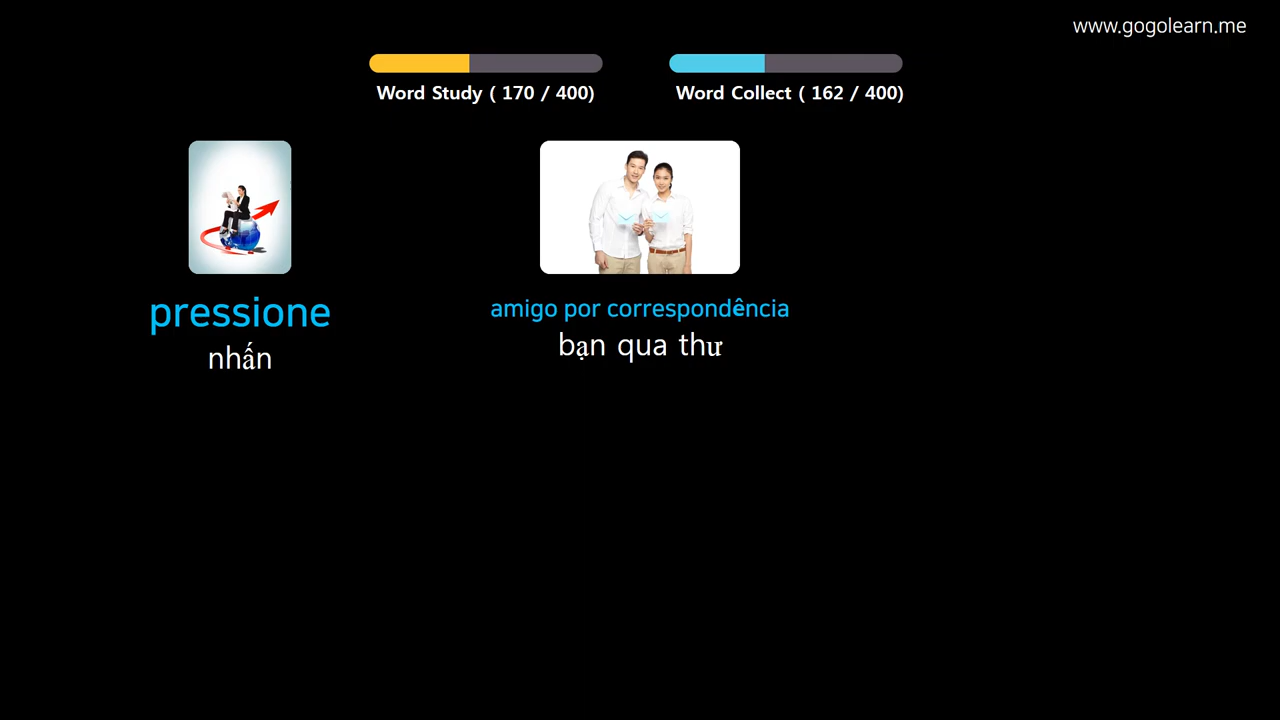 www.gogolearn.me
Word Study ( 170 / 400)
Word Collect ( 162 / 400)
pressione
nhấn
amigo por correspondência
bạn qua thư